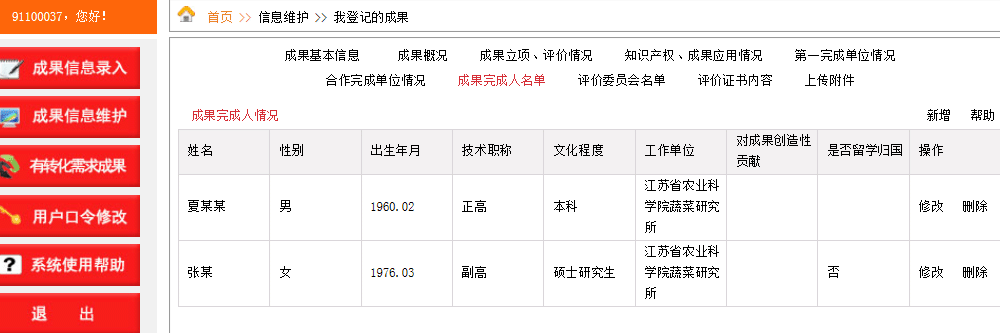 91100037，您好！
首页 >> 信息维护 >> 我登记的成果
成果信息录入
成果信息维护
有转化需求成果
用户口令修改
系统使用帮助
退 出
成果基本信息 成果概况 成果立项、评价情况 知识产权、成果应用情况 第一完成单位情况
合作完成单位情况 成果完成人名单 评价委员会名单 评价证书内容 上传附件
成果完成人情况 新增 帮助
姓名 性别 出生年月 技术职称 文化程度 工作单位 对成果创造性 是否留学归国 操作
贡献
夏某某 男 1960.02 正高 本科 江苏省农业科 修改 删除
学院蔬菜研究
所
张某 女 1976.03 副高 硕士研究生 江苏省农业科 否 修改 删除
学院蔬菜研究
所